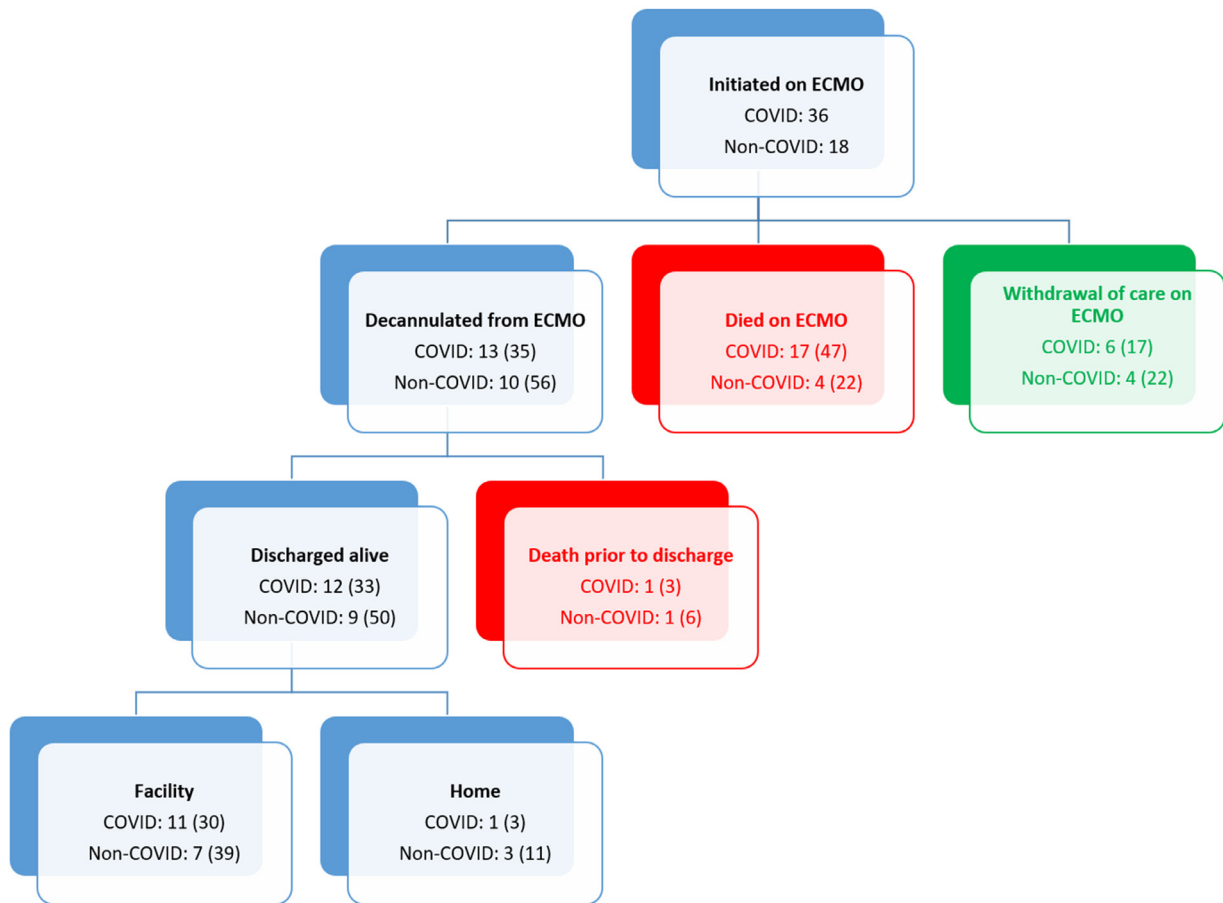 Initiated on ECMO
COVID: 36
Non-COVID: 18
Decannulated from ECMO
COVID: 13 (35)
Non-COVID: 10 (56)
Died on ECMO
COVID: 17 (47)
Non-COVID: 4 (22)
Withdrawal of care on
ECMO
COVID: 6 (17)
Non-COVID: 4 (22)
Discharged alive
COVID: 12 (33)
Non-COVID: 9 (50)
Death prior to discharge
COVID: 1 (3)
Non-COVID: 1 (6)
Facility
COVID: 11 (30)
Non-COVID: 7 (39)
Home
COVID: 1 (3)
Non-COVID: 3 (11)